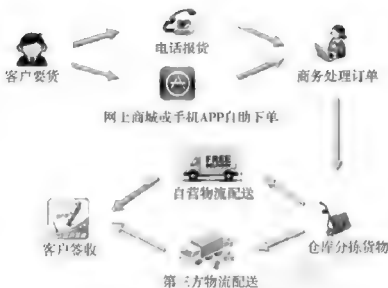 电话报货
客户要货
商务处理订单
网上商城或手机APP自助下单
FREE
自营物流配送
客户签收
仓库分拣货物
第三方物流配送